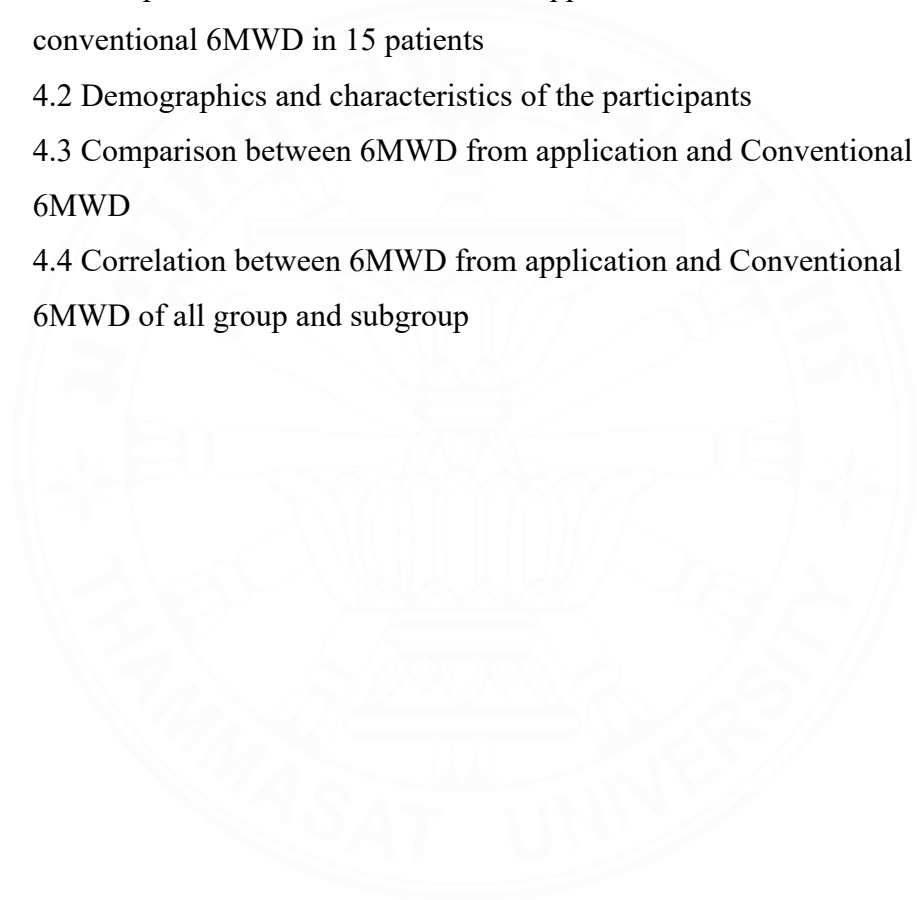 conventional 6MWD in 15 patients
4.2 Demographics and characteristics of the participants
4.3 Comparison between 6MWD from application and Conventional
6MWD
4.4 Correlation between 6MWD from application and Conventional
6MWD of all group and subgroup
THAMMASAT UNIVERSITY